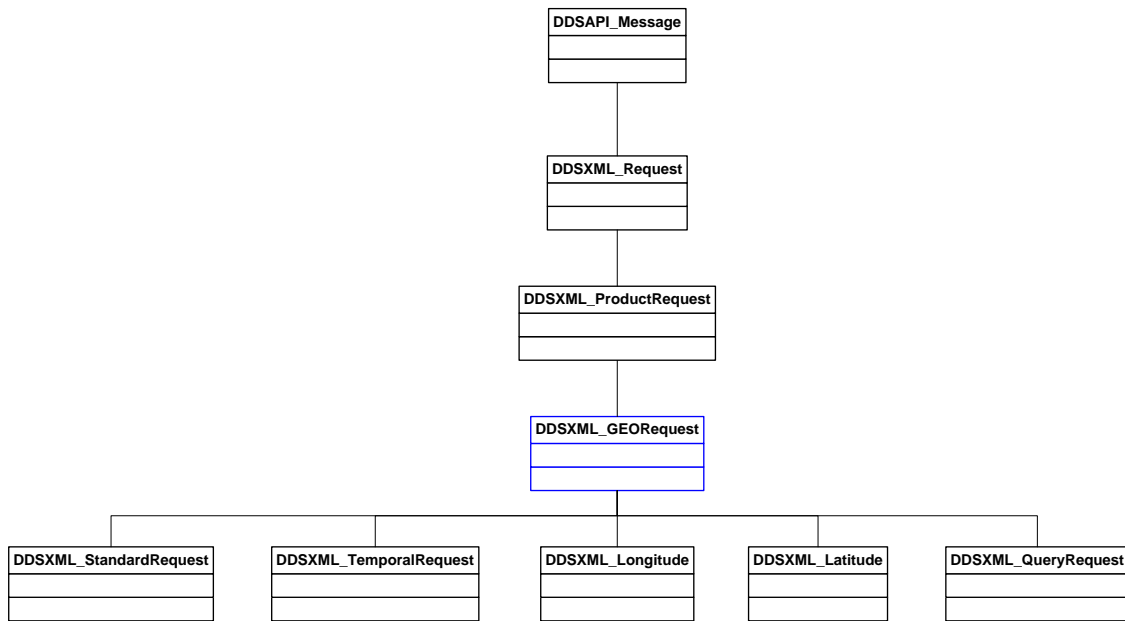 DDSAPI_Message
DDSXML_Request
DDSXML_ProductRequest
DDSXML_GEORequest
DDSXML_StandardRequest
DDSXML_TemporalRequest
DDSXML_Longitude
DDSXML_Latitude
DDSXML_QueryRequest